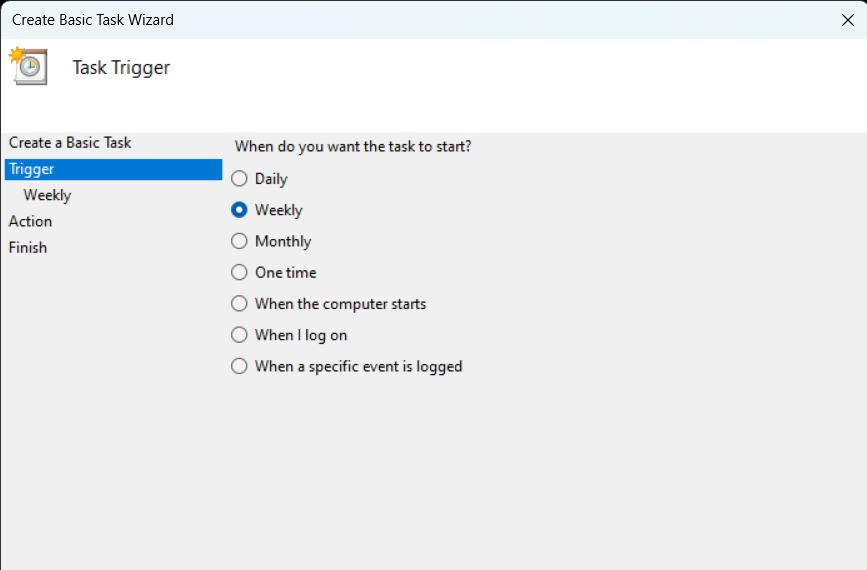 Create Basic Task Wizard
Task Trigger
Create a Basic Task
Trigger
Weekly
Action
Finish
When do you want the task to start?
Daily
Weekly
Monthly
One time
When the computer starts
When I log on
When a specific event is logged